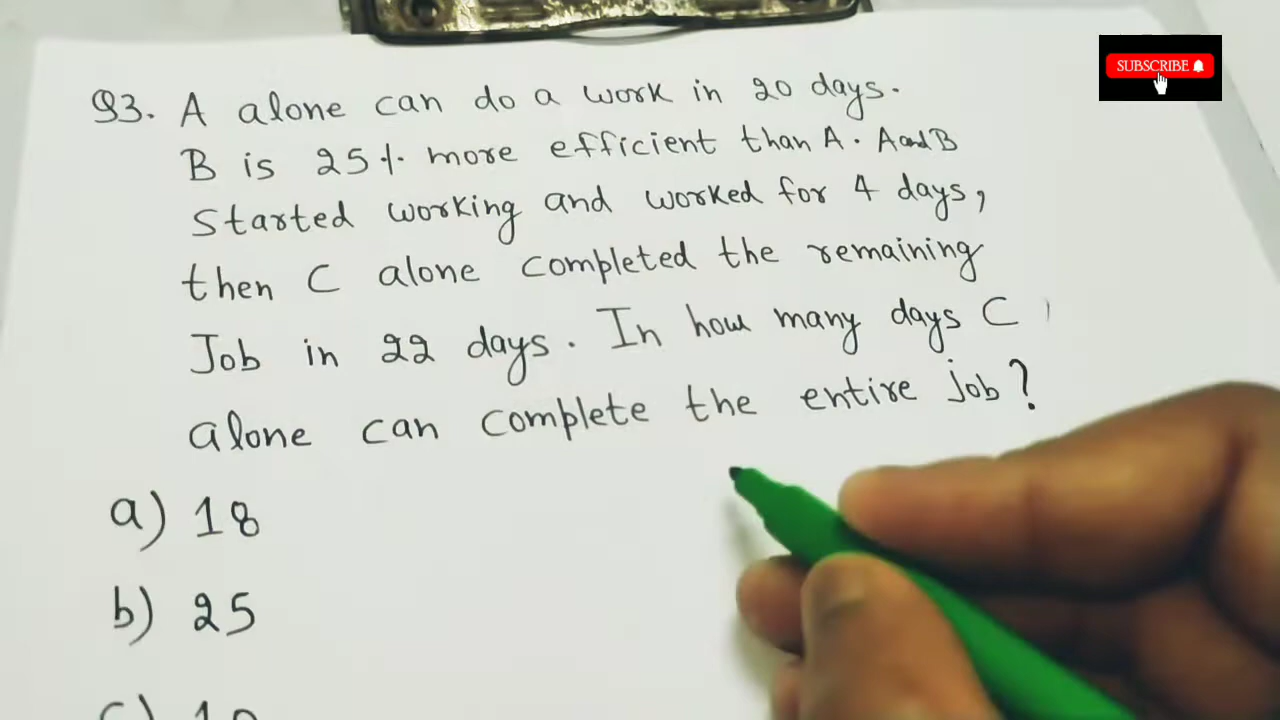 SUBSCRIBE
Q3. A alone can do a work in 20 days.
B is 25% more efficient than A. A and B
Started working and worked for 4 days,
then C alone completed the remaining
Job in 22 days. In how many days C
alone can complete the entire job?
a) 18
b) 25
c)